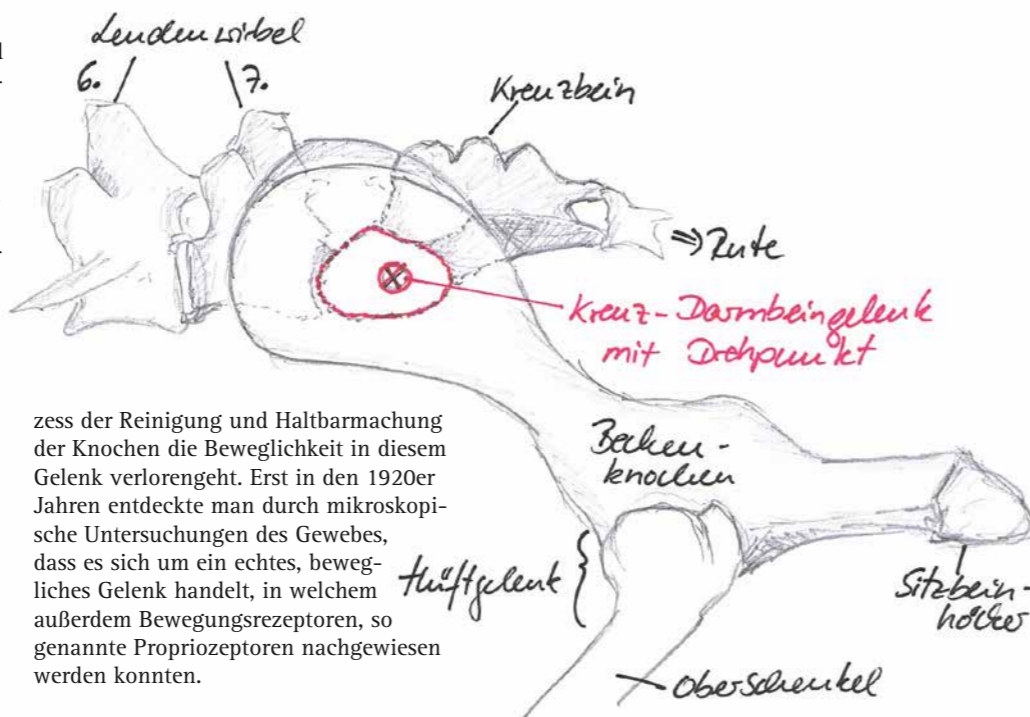 Lendenwirbel
6. 7.
Kreuzbein
=> Rute
Kreuz-Darmbeingelenk
mit Drehpunkt
zess der Reinigung und Haltbarmachung
der Knochen die Beweglichkeit in diesem
Gelenk verlorengeht. Erst in den 1920er
Jahren entdeckte man durch mikroskopi-
sche Untersuchungen des Gewebes,
dass es sich um ein echtes, beweg-
liches Gelenk handelt, in welchem
außerdem Bewegungsrezeptoren, so
genannte Propriozeptoren nachgewiesen
werden konnten.
Becken-
knochen
Hüftgelenk
Sitzbein-
höcker
Oberschenkel